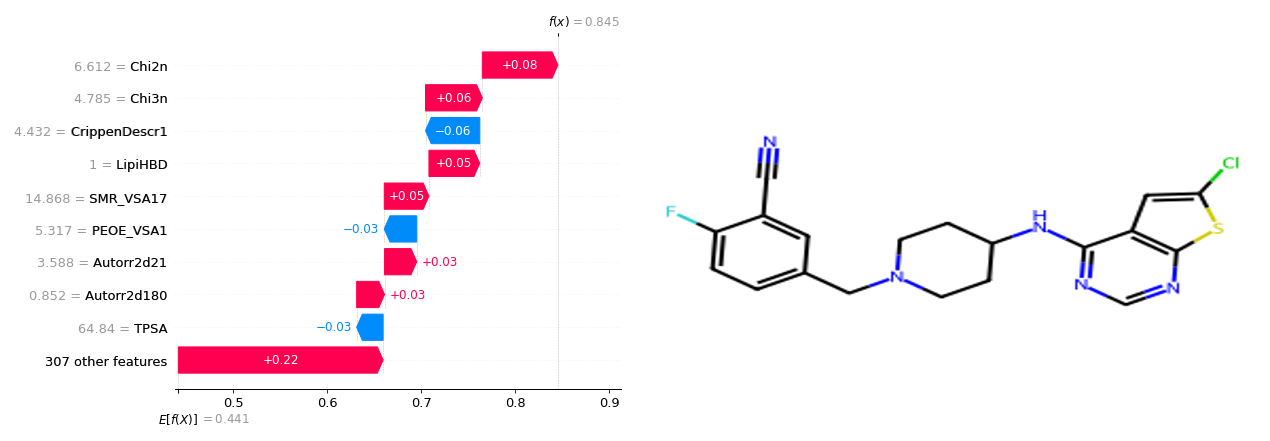 f(x) = 0.845
6.612 = Chi2n
+0.08
4.785 = Chi3n
+0.06
4.432 = CrippenDescr1
−0.06
1 = LipiHBD
+0.05
14.868 = SMR_VSA17
+0.05
5.317 = PEOE_VSA1
−0.03
3.588 = Autorr2d21
+0.03
0.852 = Autorr2d180
+0.03
64.84 = TPSA
−0.03
307 other features
+0.22
0.5 0.6 0.7 0.8 0.9
E[f(X)] = 0.441
N
Cl
F
H
N
S
N
N
N